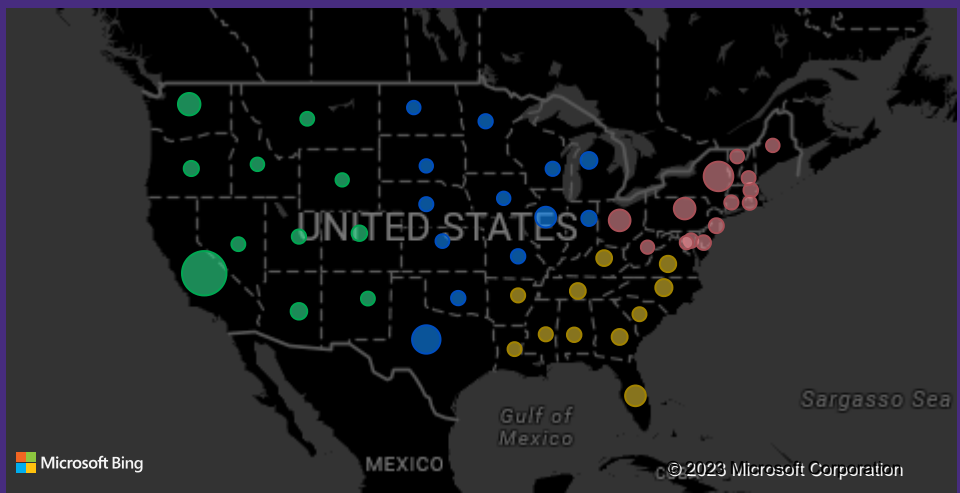 UNITED STATES
Sargasso Sea
Gulf of
Mexico
MEXICO
Microsoft Bing
© 2023 Microsoft Corporation